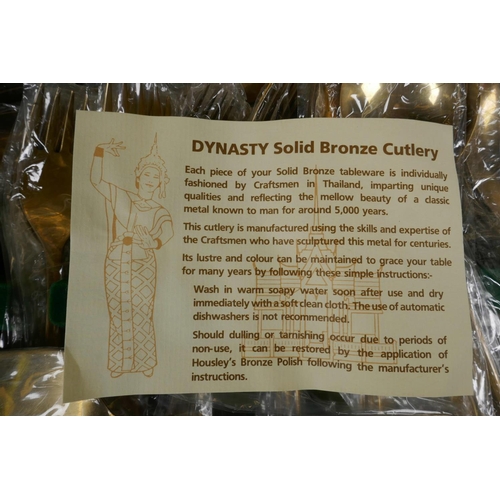 DYNASTY Solid Bronze Cutlery
Each piece of your Solid Bronze tableware is individually
fashioned by Craftsmen in Thailand, imparting unique
qualities and reflecting the mellow beauty of a classic
metal known to man for around 5,000 years.
This cutlery is manufactured using the skills and expertise of
the Craftsmen who have sculptured this metal for centuries.
Its lustre and colour can be maintained to grace your table
for many years by following these simple instructions:-
Wash in warm soapy water soon after use and dry
immediately with a soft clean cloth. The use of automatic
dishwashers is not recommended.
Should dulling or tarnishing occur due to periods of
non-use, it can be restored by the application of
Housley's Bronze Polish following the manufacturer's
instructions.